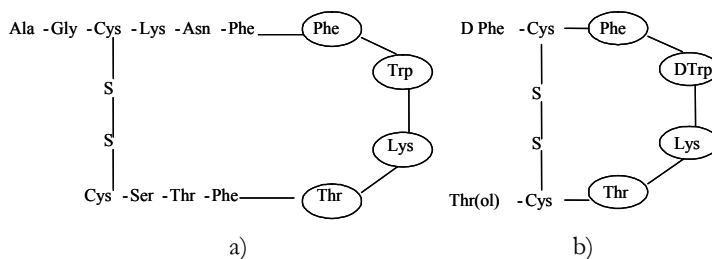 Ala -Gly -Cys -Lys -Asn -Phe Phe D Phe -Cys Phe
Trp DTrp
S S
S S
Lys Lys
Cys -Ser -Thr -Phe Thr Thr(ol) -Cys Thr
a) b)